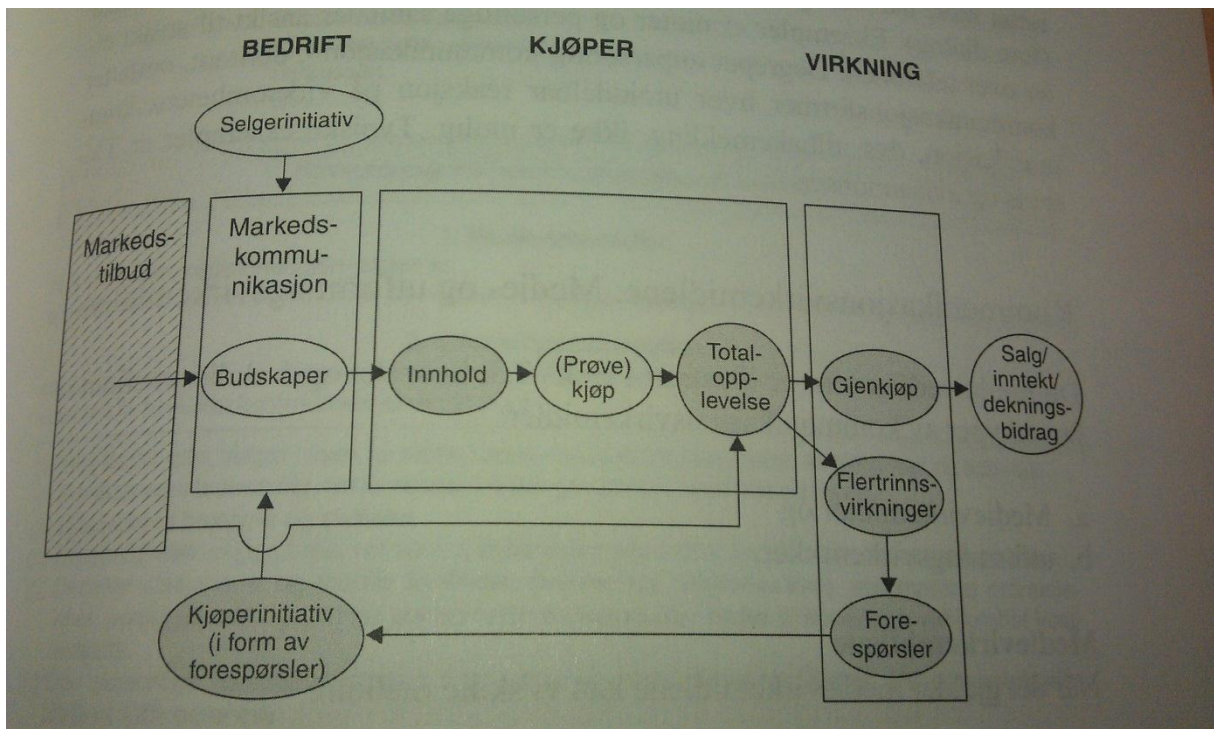 BEDRIFT
KJØPER
VIRKNING
Selgerinitiativ
Markeds-
tilbud
Markeds-
kommu-
nikasjon
Budskaper
Innhold
(Prøve)
kjøp
Total-
opp-
levelse
Gjenkjøp
Salg/
inntekt/
deknings-
bidrag
Flertrinns-
virkninger
Kjøperinitiativ
(i form av
forespørsler)
Fore-
spørsler